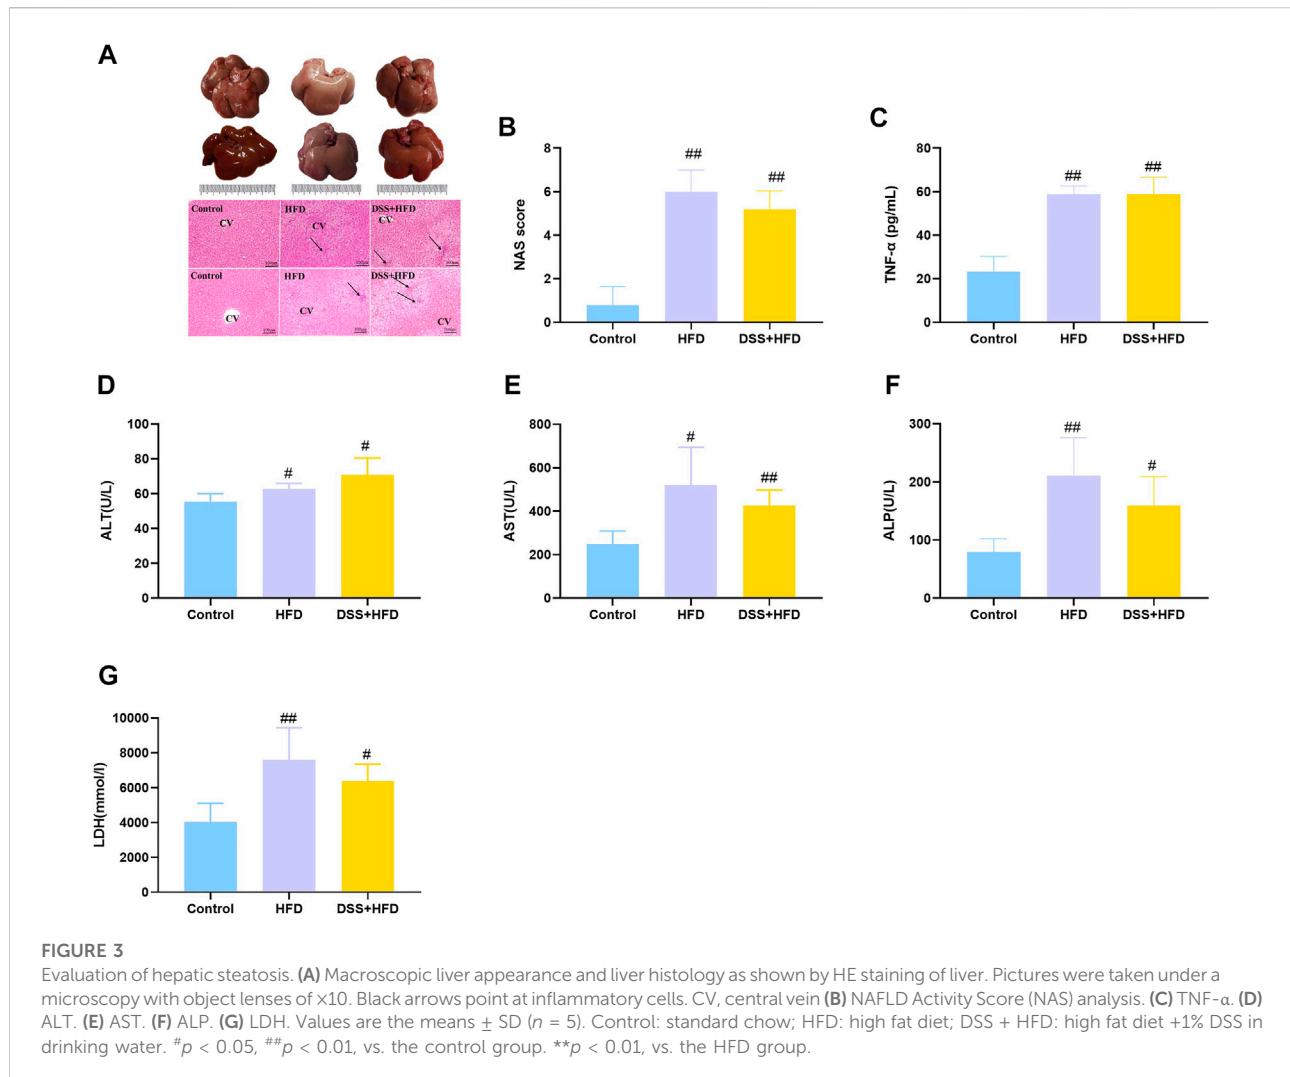 A
Control
HFD
DSS+HFD
CV
CV
CV
100μm
100μm
100μm
Control
HFD
DSS+HFD
CV
CV
CV
100μm
100μm
100μm
B
NAS score
8
6
4
2
0
##
##
Control HFD DSS+HFD
C
TNF-α (pg/mL)
80
60
40
20
0
##
##
Control HFD DSS+HFD
D
ALT(U/L)
100
80
60
40
20
0
#
#
Control HFD DSS+HFD
E
AST(U/L)
800
600
400
200
0
#
##
Control HFD DSS+HFD
F
ALP(U/L)
300
200
100
0
##
#
Control HFD DSS+HFD
G
LDH(mmol/l)
10000
8000
6000
4000
2000
0
##
#
Control HFD DSS+HFD
FIGURE 3
Evaluation of hepatic steatosis. (A) Macroscopic liver appearance and liver histology as shown by HE staining of liver. Pictures were taken under a
microscopy with object lenses of ×10. Black arrows point at inflammatory cells. CV, central vein (B) NAFLD Activity Score (NAS) analysis. (C) TNF-α. (D)
ALT. (E) AST. (F) ALP. (G) LDH. Values are the means ± SD (n = 5). Control: standard chow; HFD: high fat diet; DSS + HFD: high fat diet +1% DSS in
drinking water. #p < 0.05, ##p < 0.01, vs. the control group. **p < 0.01, vs. the HFD group.